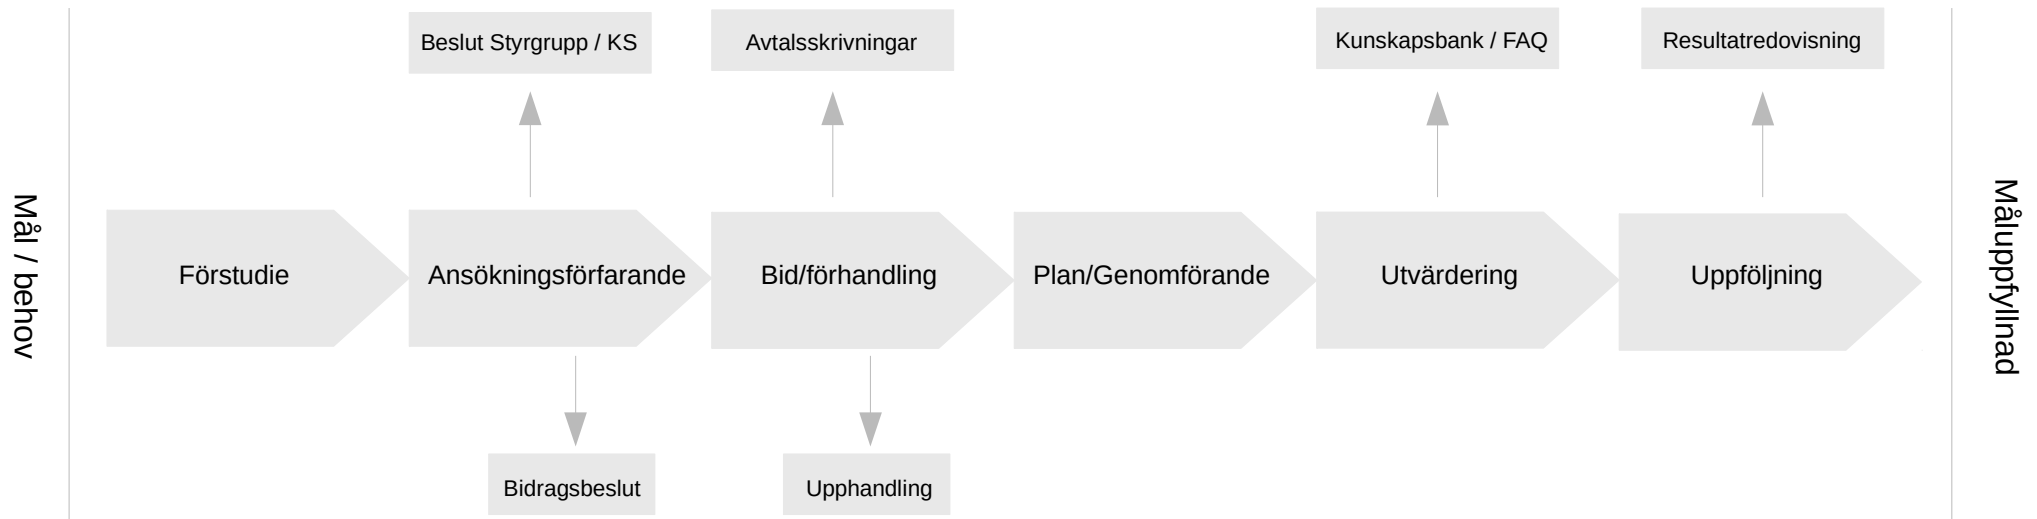 Beslut Styrgrupp / KS
Avtalsskrivningar
Kunskapsbank / FAQ
Resultatredovisning
Mål / behov
Förstudie
Ansökningsförfarande
Bid/förhandling
Plan/Genomförande
Utvärdering
Uppföljning
Måluppfyllnad
Bidragsbeslut
Upphandling